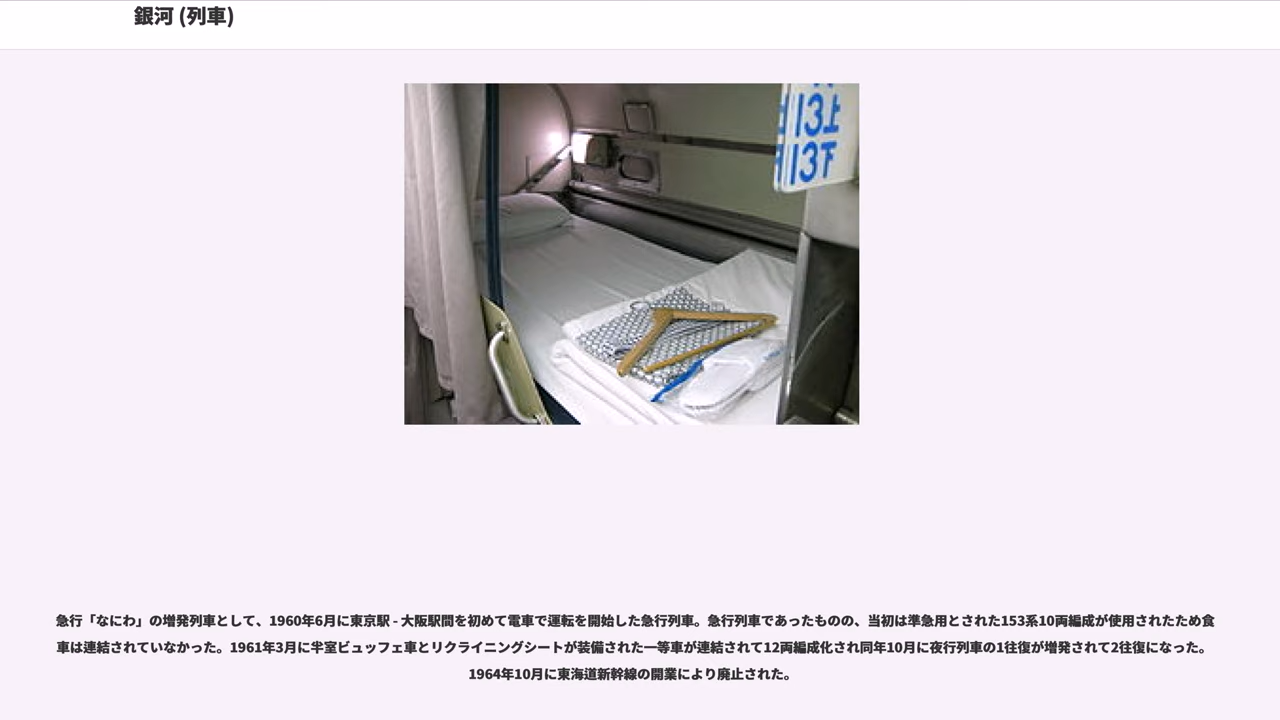 銀河 (列車)
13上
13下
急行「なにわ」の増発列車として、1960年6月に東京駅 - 大阪駅間を初めて電車で運転を開始した急行列車。急行列車であったものの、当初は準急用とされた153系10両編成が使用されたため食
車は連結されていなかった。1961年3月に半室ビュッフェ車とリクライニングシートが装備された一等車が連結されて12両編成化され同年10月に夜行列車の1往復が増発されて2往復になった。
1964年10月に東海道新幹線の開業により廃止された。